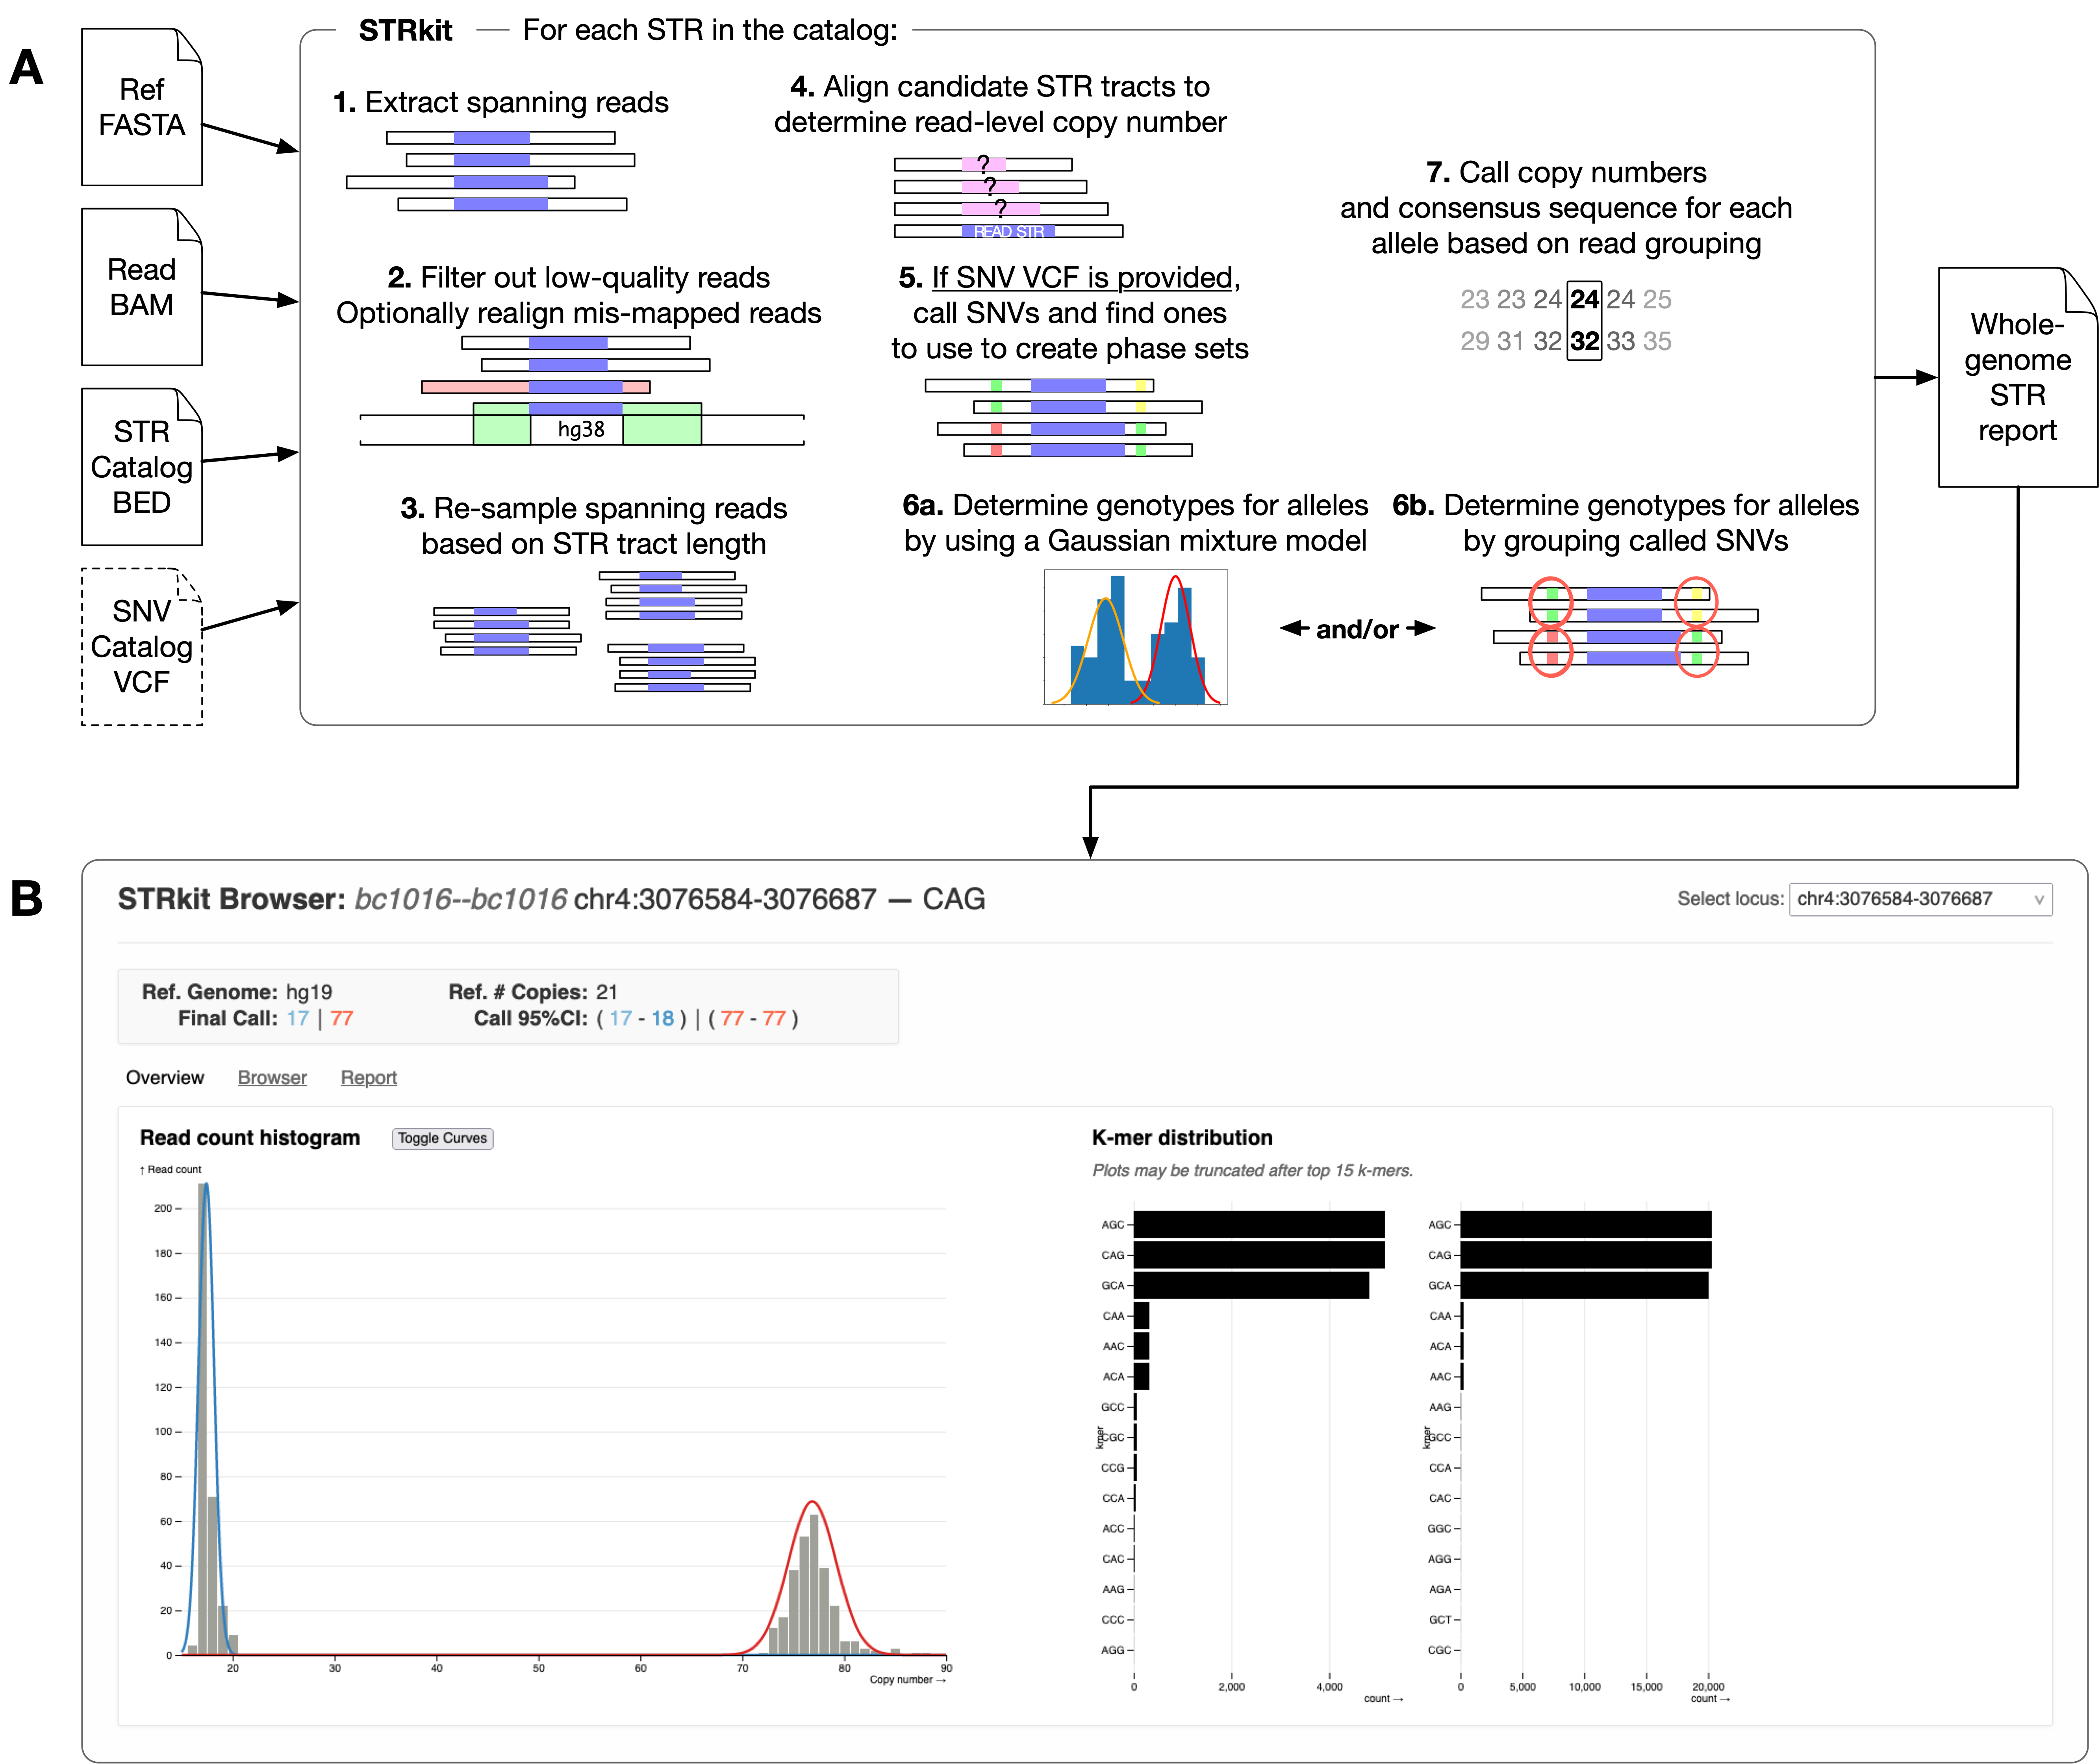 A
Ref
FASTA
Read
BAM
STR
Catalog
BED
SNV
Catalog
VCF
STRkit — For each STR in the catalog:
1. Extract spanning reads
2. Filter out low-quality reads
Optionally realign mis-mapped reads
hg38
3. Re-sample spanning reads
based on STR tract length
4. Align candidate STR tracts to
determine read-level copy number
?
?
?
READ STR
5. If SNV VCF is provided,
call SNVs and find ones
to use to create phase sets
6a. Determine genotypes for alleles
by using a Gaussian mixture model
and/or
6b. Determine genotypes for alleles
by grouping called SNVs
7. Call copy numbers
and consensus sequence for each
allele based on read grouping
23 23 24 24 24 25
29 31 32 32 33 35
Whole-
genome
STR
report
B
STRkit Browser: bc1016--bc1016 chr4:3076584-3076687 — CAG
Select locus: chr4:3076584-3076687 v
Ref. Genome: hg19 Ref. # Copies: 21
Final Call: 17 | 77 Call 95%CI: ( 17 - 18 ) | ( 77 - 77 )
Overview Browser Report
Read count histogram Toggle Curves
↑ Read count
200
180
160
140
120
100
80
60
40
20
0
20 30 40 50 60 70 80 90
Copy number →
K-mer distribution
Plots may be truncated after top 15 k-mers.
AGC
CAG
GCA
CAA
AAC
ACA
GCC
CGC
CCG
CCA
ACC
CAC
AAG
CCC
AGG
kmer
0 2,000 4,000
count →
AGC
CAG
GCA
CAA
ACA
AAC
AAG
GCC
CCA
CAC
GGC
AGG
AGA
GCT
CGC
kmer
0 5,000 10,000 15,000 20,000
count →